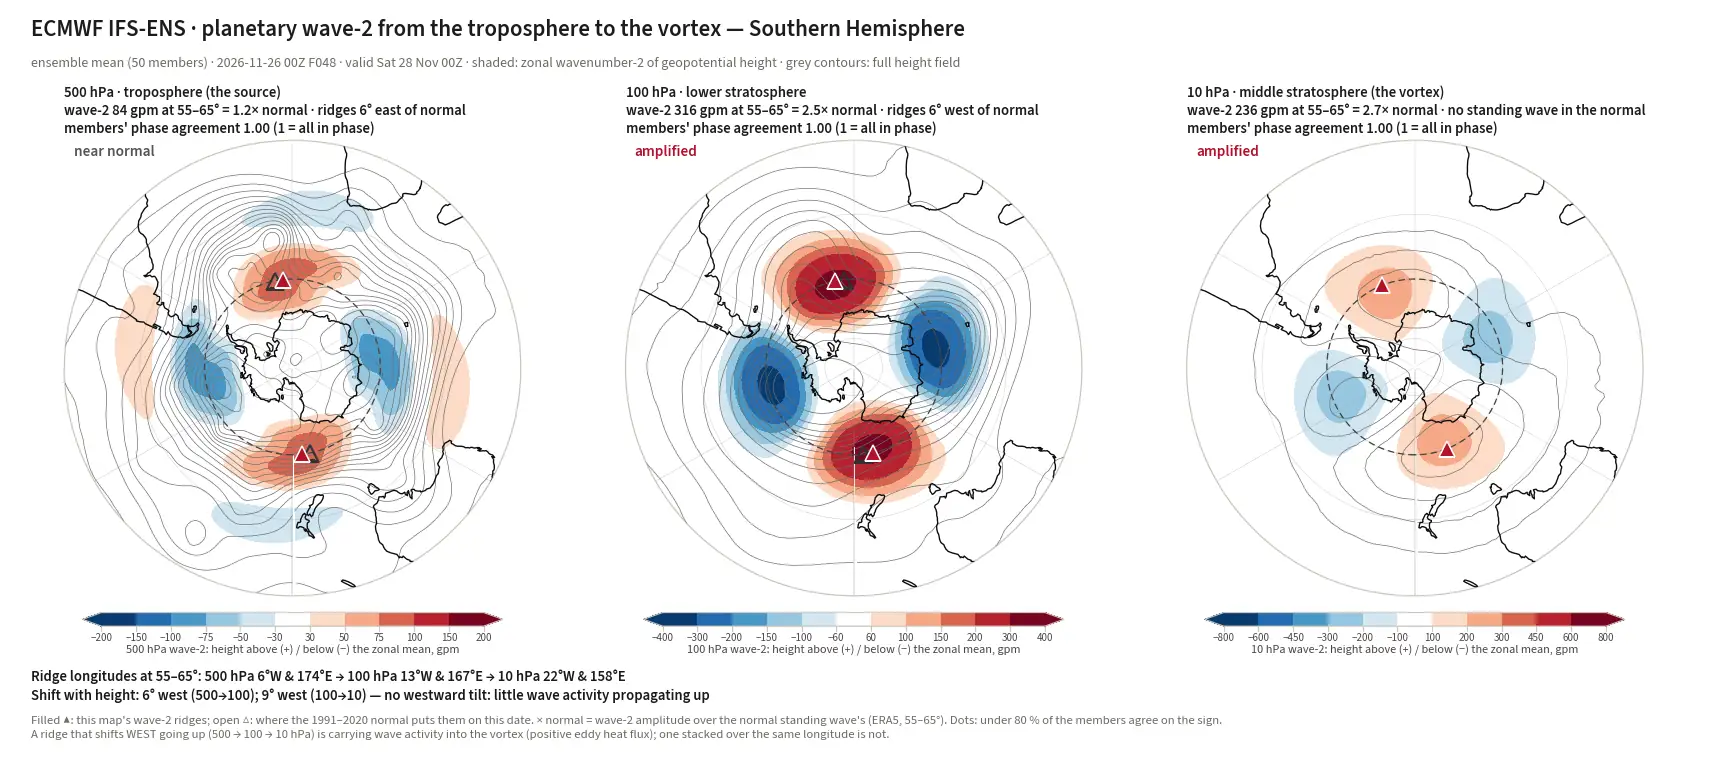 ECMWF IFS-ENS · planetary wave-2 from the troposphere to the vortex — Southern Hemisphere
ensemble mean (50 members) · 2026-11-26 00Z F048 · valid Sat 28 Nov 00Z · shaded: zonal wavenumber-2 of geopotential height · grey contours: full height field
500 hPa · troposphere (the source)
wave-2 84 gpm at 55–65° = 1.2× normal · ridges 6° east of normal
members' phase agreement 1.00 (1 = all in phase)
near normal
100 hPa · lower stratosphere
wave-2 316 gpm at 55–65° = 2.5× normal · ridges 6° west of normal
members' phase agreement 1.00 (1 = all in phase)
amplified
10 hPa · middle stratosphere (the vortex)
wave-2 236 gpm at 55–65° = 2.7× normal · no standing wave in the normal
members' phase agreement 1.00 (1 = all in phase)
amplified
−200 −150 −100 −75 −50 −30 30 50 75 100 150 200
500 hPa wave-2: height above (+) / below (−) the zonal mean, gpm
−400 −300 −200 −150 −100 −60 60 100 150 200 300 400
100 hPa wave-2: height above (+) / below (−) the zonal mean, gpm
−800 −600 −450 −300 −200 −100 100 200 300 450 600 800
10 hPa wave-2: height above (+) / below (−) the zonal mean, gpm
Ridge longitudes at 55–65°: 500 hPa 6°W & 174°E → 100 hPa 13°W & 167°E → 10 hPa 22°W & 158°E
Shift with height: 6° west (500→100); 9° west (100→10) — no westward tilt: little wave activity propagating up
Filled ▲: this map's wave-2 ridges; open △: where the 1991–2020 normal puts them on this date. × normal = wave-2 amplitude over the normal standing wave's (ERA5, 55–65°). Dots: under 80 % of the members agree on the sign.
A ridge that shifts WEST going up (500 → 100 → 10 hPa) is carrying wave activity into the vortex (positive eddy heat flux); one stacked over the same longitude is not.